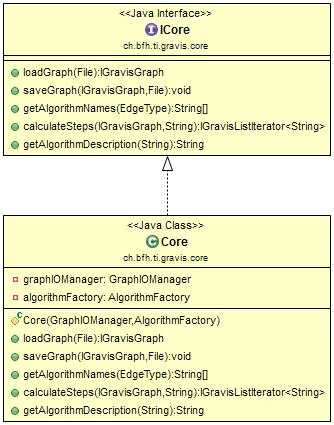 <<Java Interface>>
ICore
ch.bfh.ti.gravis.core
loadGraph(File):IGravisGraph
saveGraph(IGravisGraph,File):void
getAlgorithmNames(EdgeType):String[]
calculateSteps(IGravisGraph,String):IGravisListIterator<String>
getAlgorithmDescription(String):String
<<Java Class>>
Core
ch.bfh.ti.gravis.core
graphIOManager: GraphIOManager
algorithmFactory: AlgorithmFactory
Core(GraphIOManager,AlgorithmFactory)
loadGraph(File):IGravisGraph
saveGraph(IGravisGraph,File):void
getAlgorithmNames(EdgeType):String[]
calculateSteps(IGravisGraph,String):IGravisListIterator<String>
getAlgorithmDescription(String):String